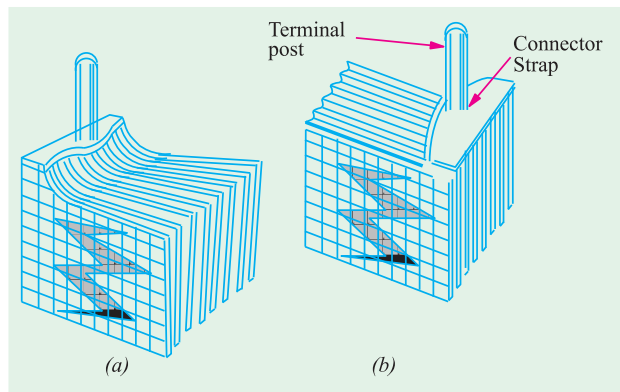 Terminal
post
Connector
Strap
(a)
(b)